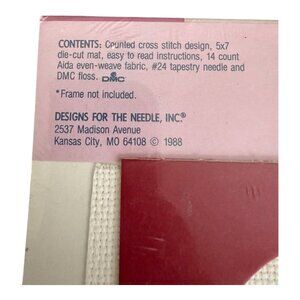 CONTENTS: Counted cross stitch design, 5x7
die-cut mat, easy to read instructions, 14 count
Aida even-weave fabric, #24 tapestry needle and
DMC floss. DMC
*Frame not included.
DESIGNS FOR THE NEEDLE, INC.®
2537 Madison Avenue
Kansas City, MO 64108 © 1988